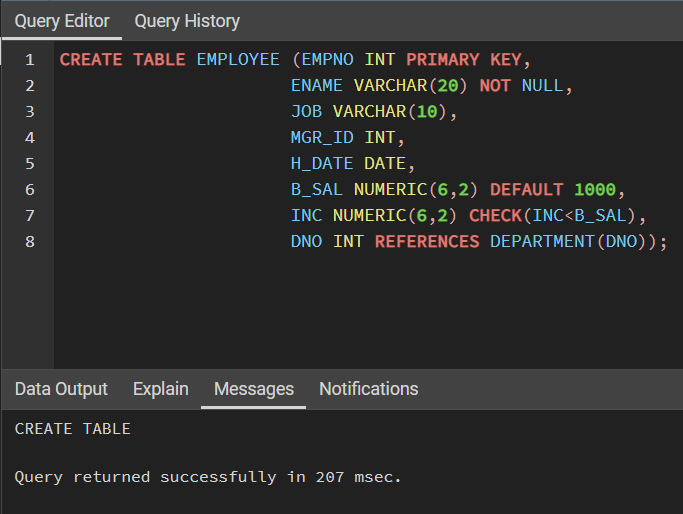 Query Editor Query History
1 CREATE TABLE EMPLOYEE (EMPNO INT PRIMARY KEY,
2 ENAME VARCHAR(20) NOT NULL,
3 JOB VARCHAR(10),
4 MGR_ID INT,
5 H_DATE DATE,
6 B_SAL NUMERIC(6,2) DEFAULT 1000,
7 INC NUMERIC(6,2) CHECK(INC<B_SAL),
8 DNO INT REFERENCES DEPARTMENT(DNO));
Data Output Explain Messages Notifications
CREATE TABLE
Query returned successfully in 207 msec.